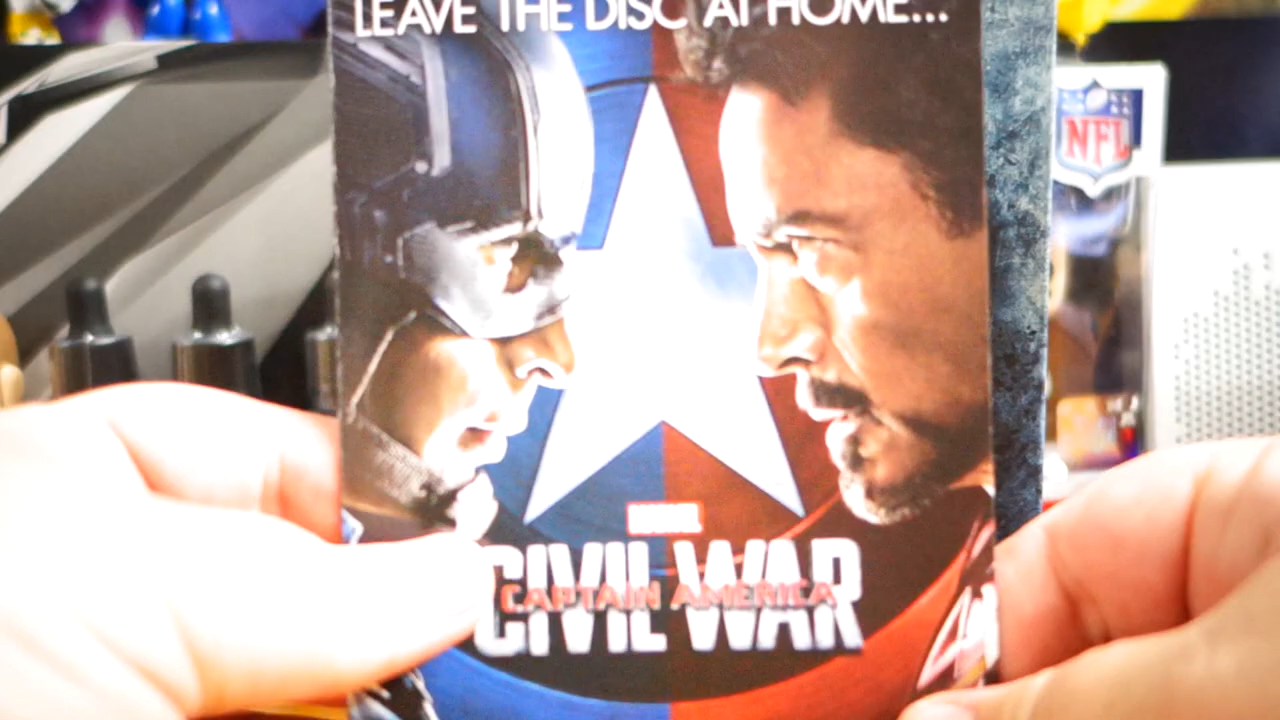 LEAVE THE DISC AT HOME...
NFL
MARVEL
CIVIL WAR
CAPTAIN AMERICA